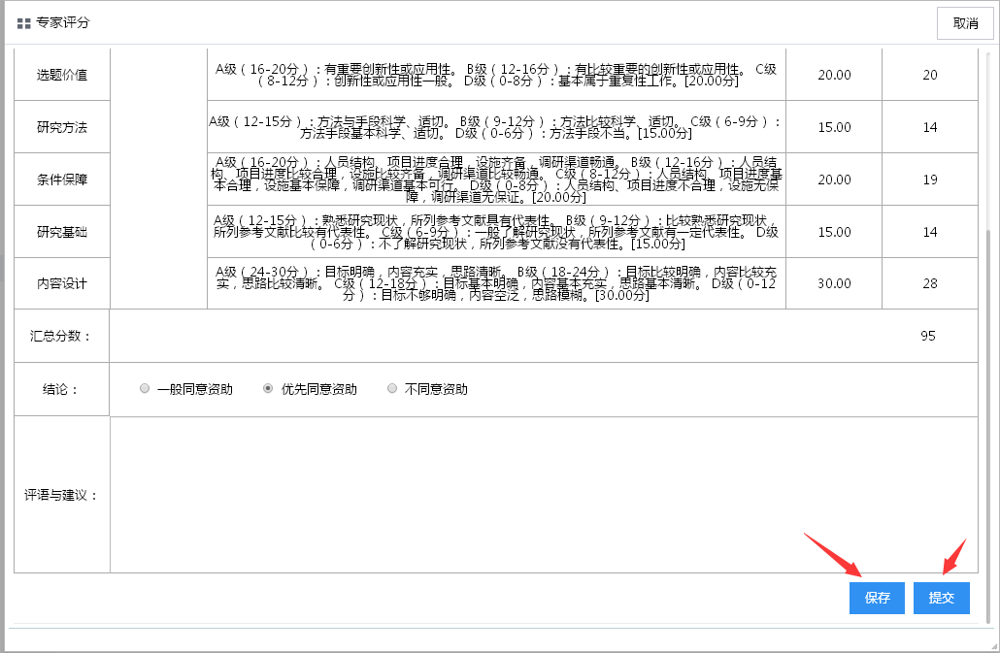 专家评分
取消
选题价值
A级（16-20分）：有重要创新性或应用性。 B级（12-16分）：有比较重要的创新性或应用性。 C级
（8-12分）：创新性或应用性一般。 D级（0-8分）：基本属于重复性工作。[20.00分]
20.00
20
研究方法
A级（12-15分）：方法与手段科学、适切。 B级（9-12分）：方法比较科学、适切。 C级（6-9分）：
方法手段基本科学、适切。 D级（0-6分）：方法手段不当。[15.00分]
15.00
14
条件保障
A级（16-20分）：人员结构、项目进度合理，设施齐备，调研渠道畅通。 B级（12-16分）：人员结
构、项目进度比较合理，设施比较齐备，调研渠道比较畅通。 C级（8-12分）：人员结构、项目进度基
本合理，设施基本保障，调研渠道基本可行。 D级（0-8分）：人员结构、项目进度不合理，设施无保
障，调研渠道无保证。[20.00分]
20.00
19
研究基础
A级（12-15分）：熟悉研究现状，所列参考文献具有代表性。 B级（9-12分）：比较熟悉研究现状，
所列参考文献比较有代表性。 C级（6-9分）：一般了解研究现状，所列参考文献有一定代表性。 D级
（0-6分）：不了解研究现状，所列参考文献没有代表性。[15.00分]
15.00
14
内容设计
A级（24-30分）：目标明确，内容充实，思路清晰。 B级（18-24分）：目标比较明确，内容比较充
实，思路比较清晰。 C级（12-18分）：目标基本明确，内容基本充实，思路基本清晰。 D级（0-12
分）：目标不够明确，内容空泛，思路模糊。[30.00分]
30.00
28
汇总分数：
95
结论：
一般同意资助
优先同意资助
不同意资助
评语与建议：
保存
提交